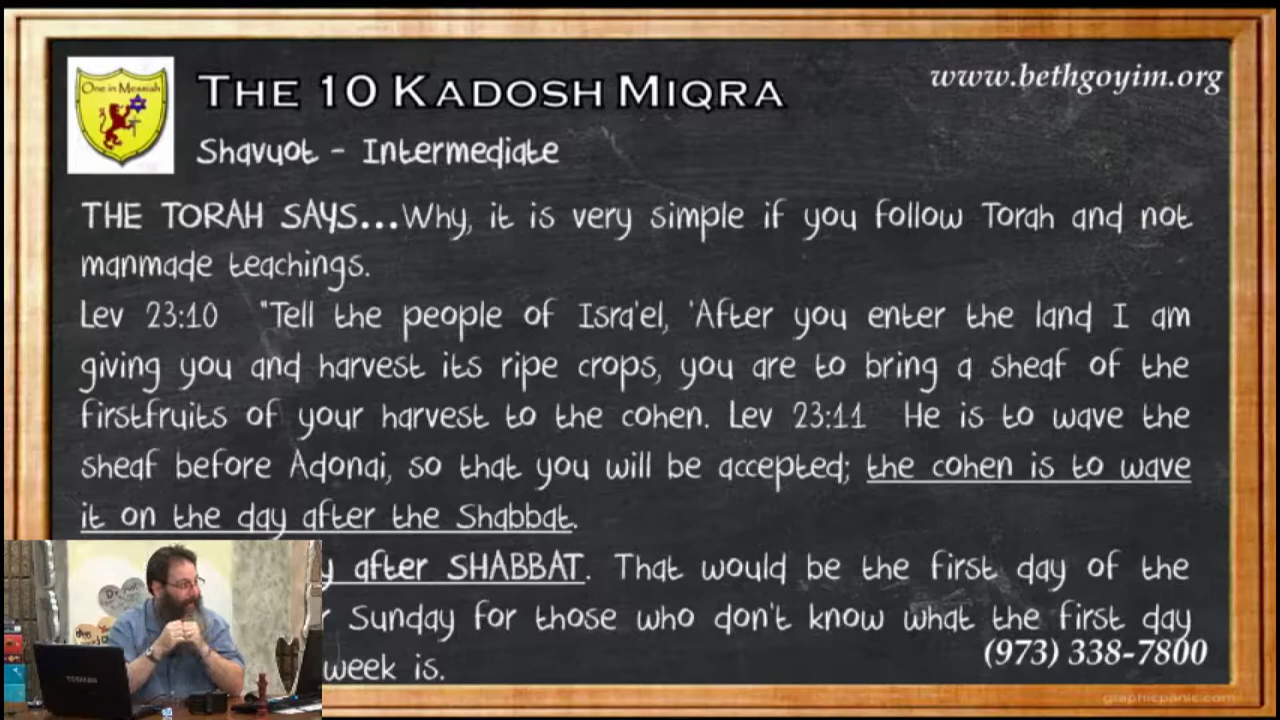 One in Messiah
THE 10 KADOSH MIQRA
www.bethgoyim.org
Shavuot - Intermediate
THE TORAH SAYS...Why, it is very simple if you follow Torah and not
manmade teachings.
Lev 23:10 "Tell the people of Isra'el, 'After you enter the land I am
giving you and harvest its ripe crops, you are to bring a sheaf of the
firstfruits of your harvest to the cohen. Lev 23:11 He is to wave the
sheaf before Adonai, so that you will be accepted; the cohen is to wave
it on the day after the Shabbat.
y after SHABBAT. That would be the first day of the
r Sunday for those who don't know what the first day
week is.
(973) 338-7800
TOSHIBA
graphicpanic.com